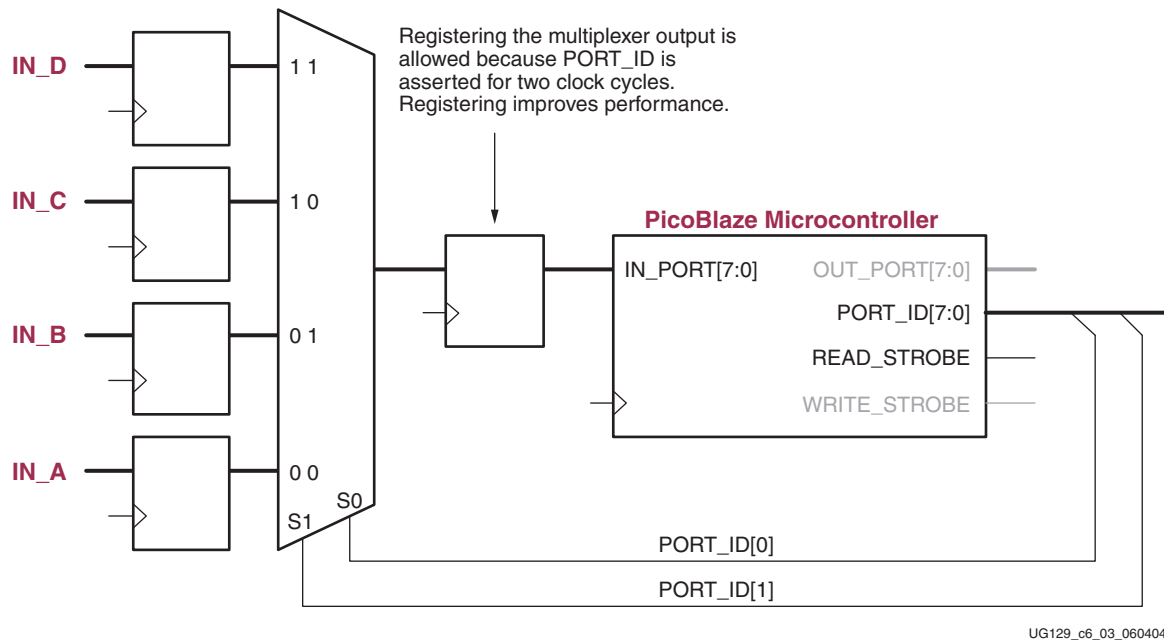 Registering the multiplexer output is
allowed because PORT_ID is
asserted for two clock cycles.
Registering improves performance.
IN_D
1 1
IN_C
1 0
PicoBlaze Microcontroller
IN_PORT[7:0]
OUT_PORT[7:0]
PORT_ID[7:0]
IN_B
0 1
READ_STROBE
WRITE_STROBE
IN_A
0 0
S0
S1
PORT_ID[0]
PORT_ID[1]
UG129_c6_03_060404